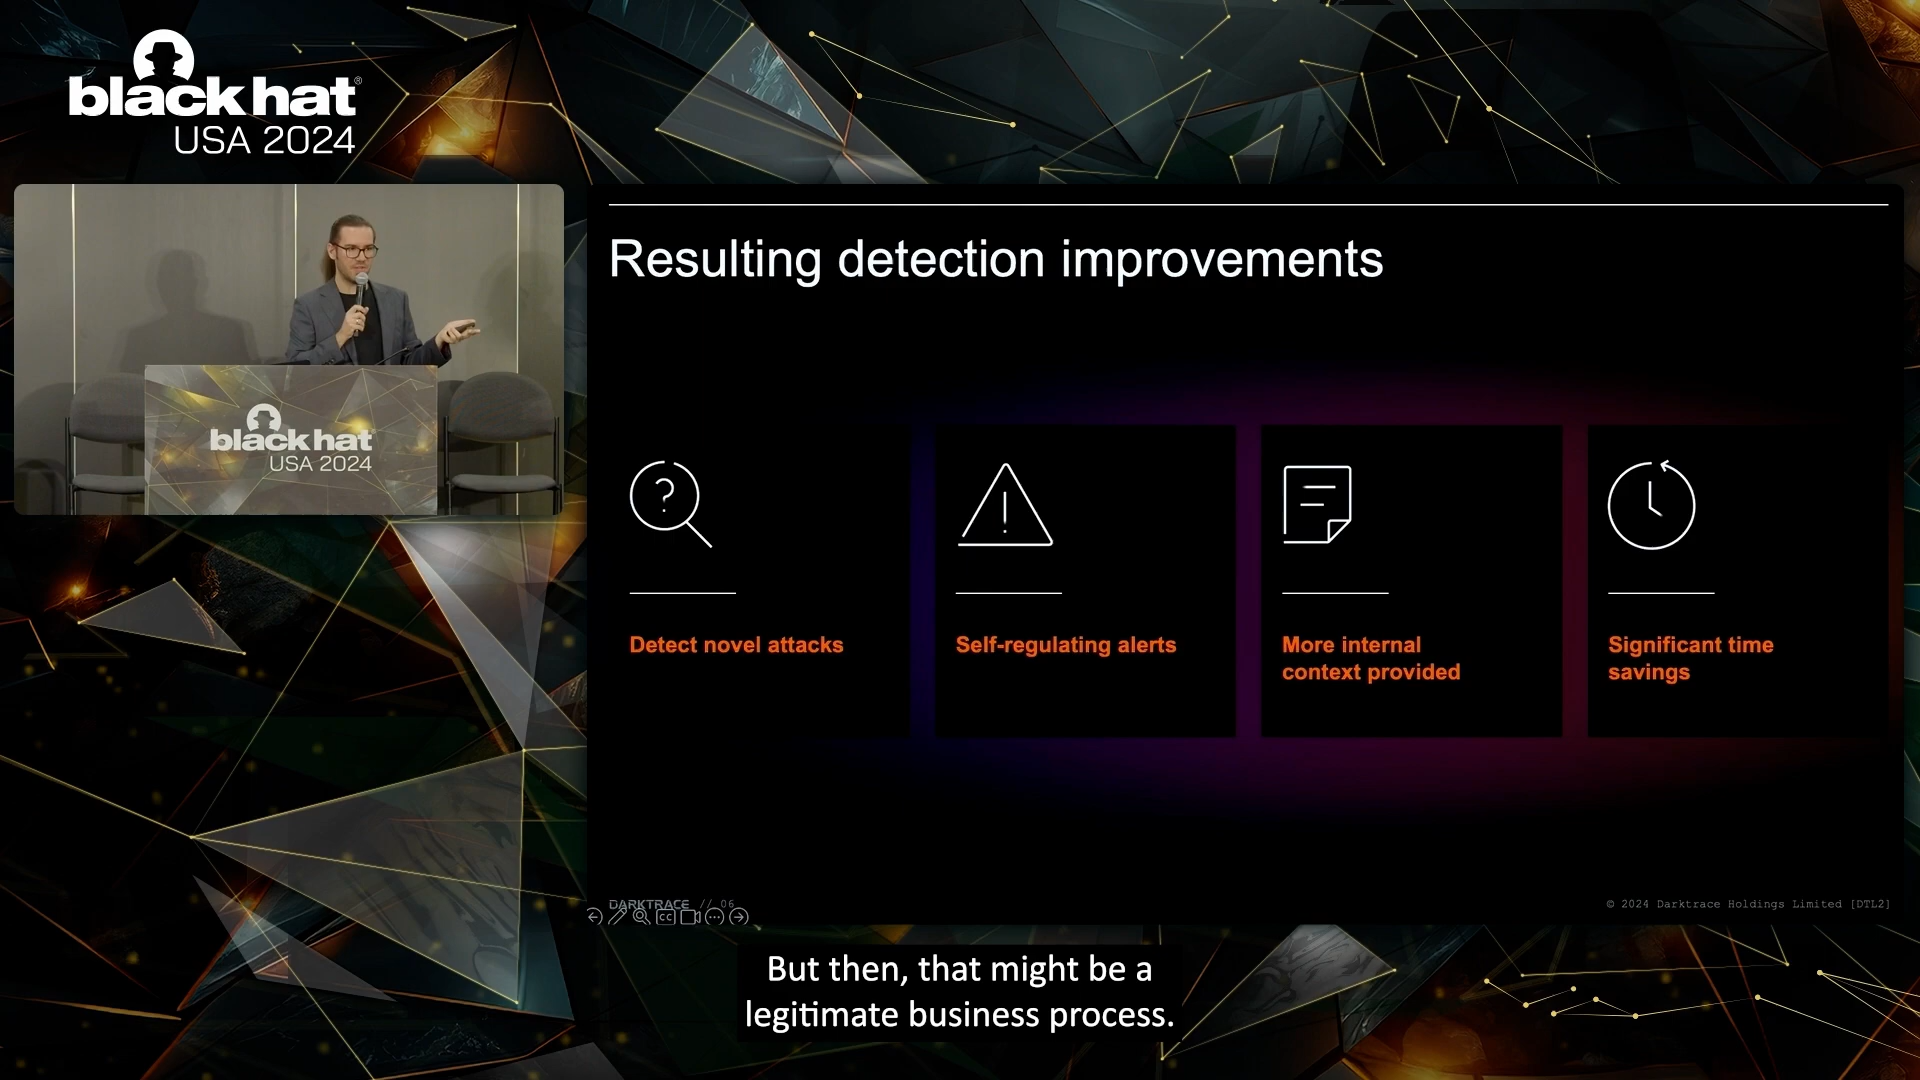 black hat®
USA 2024
black hat
USA 2024
Resulting detection improvements
?
!
Detect novel attacks
Self-regulating alerts
More internal
context provided
Significant time
savings
DARKTRACE // 06
CC
© 2024 Darktrace Holdings Limited [DTL2]
But then, that might be a
legitimate business process.